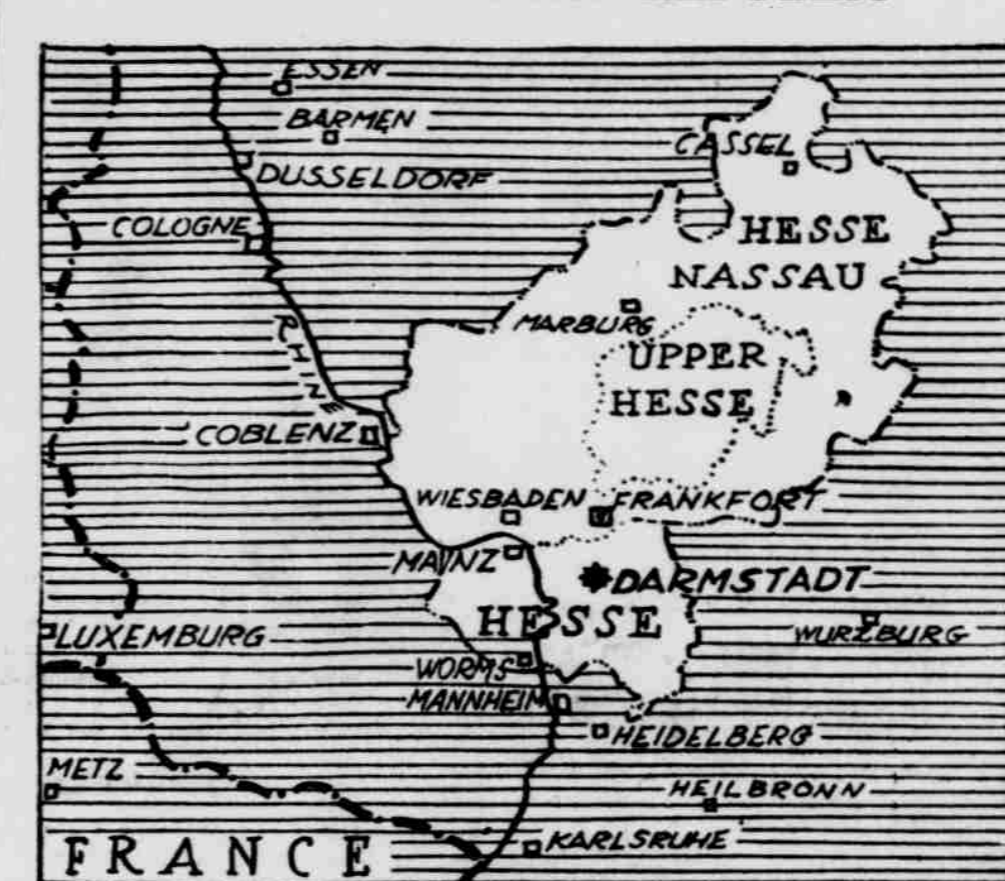 ESSEN
BARMEN
CASSEL
DUSSELDORF
COLOGNE
HESSE
NASSAU
MARBURG
RHINE
UPPER
HESSE
COBLENZ
WIESBADEN
FRANKFORT
MAINZ
DARMSTADT
HESSE
LUXEMBURG
WURZBURG
WORMS
MANNHEIM
HEIDELBERG
METZ
HEILBRONN
KARLSRUHE
FRANCE